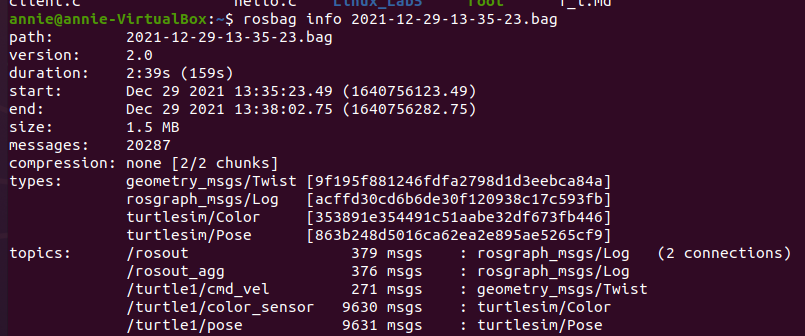 client.c hello.c Linux_Lab5 root T_t.Md
annie@annie-VirtualBox:~$ rosbag info 2021-12-29-13-35-23.bag
path: 2021-12-29-13-35-23.bag
version: 2.0
duration: 2:39s (159s)
start: Dec 29 2021 13:35:23.49 (1640756123.49)
end: Dec 29 2021 13:38:02.75 (1640756282.75)
size: 1.5 MB
messages: 20287
compression: none [2/2 chunks]
types: geometry_msgs/Twist [9f195f881246fdfa2798d1d3eebca84a]
rosgraph_msgs/Log [acffd30cd6b6de30f120938c17c593fb]
turtlesim/Color [353891e354491c51aabe32df673fb446]
turtlesim/Pose [863b248d5016ca62ea2e895ae5265cf9]
topics: /rosout 379 msgs : rosgraph_msgs/Log (2 connections)
/rosout_agg 376 msgs : rosgraph_msgs/Log
/turtle1/cmd_vel 271 msgs : geometry_msgs/Twist
/turtle1/color_sensor 9630 msgs : turtlesim/Color
/turtle1/pose 9631 msgs : turtlesim/Pose